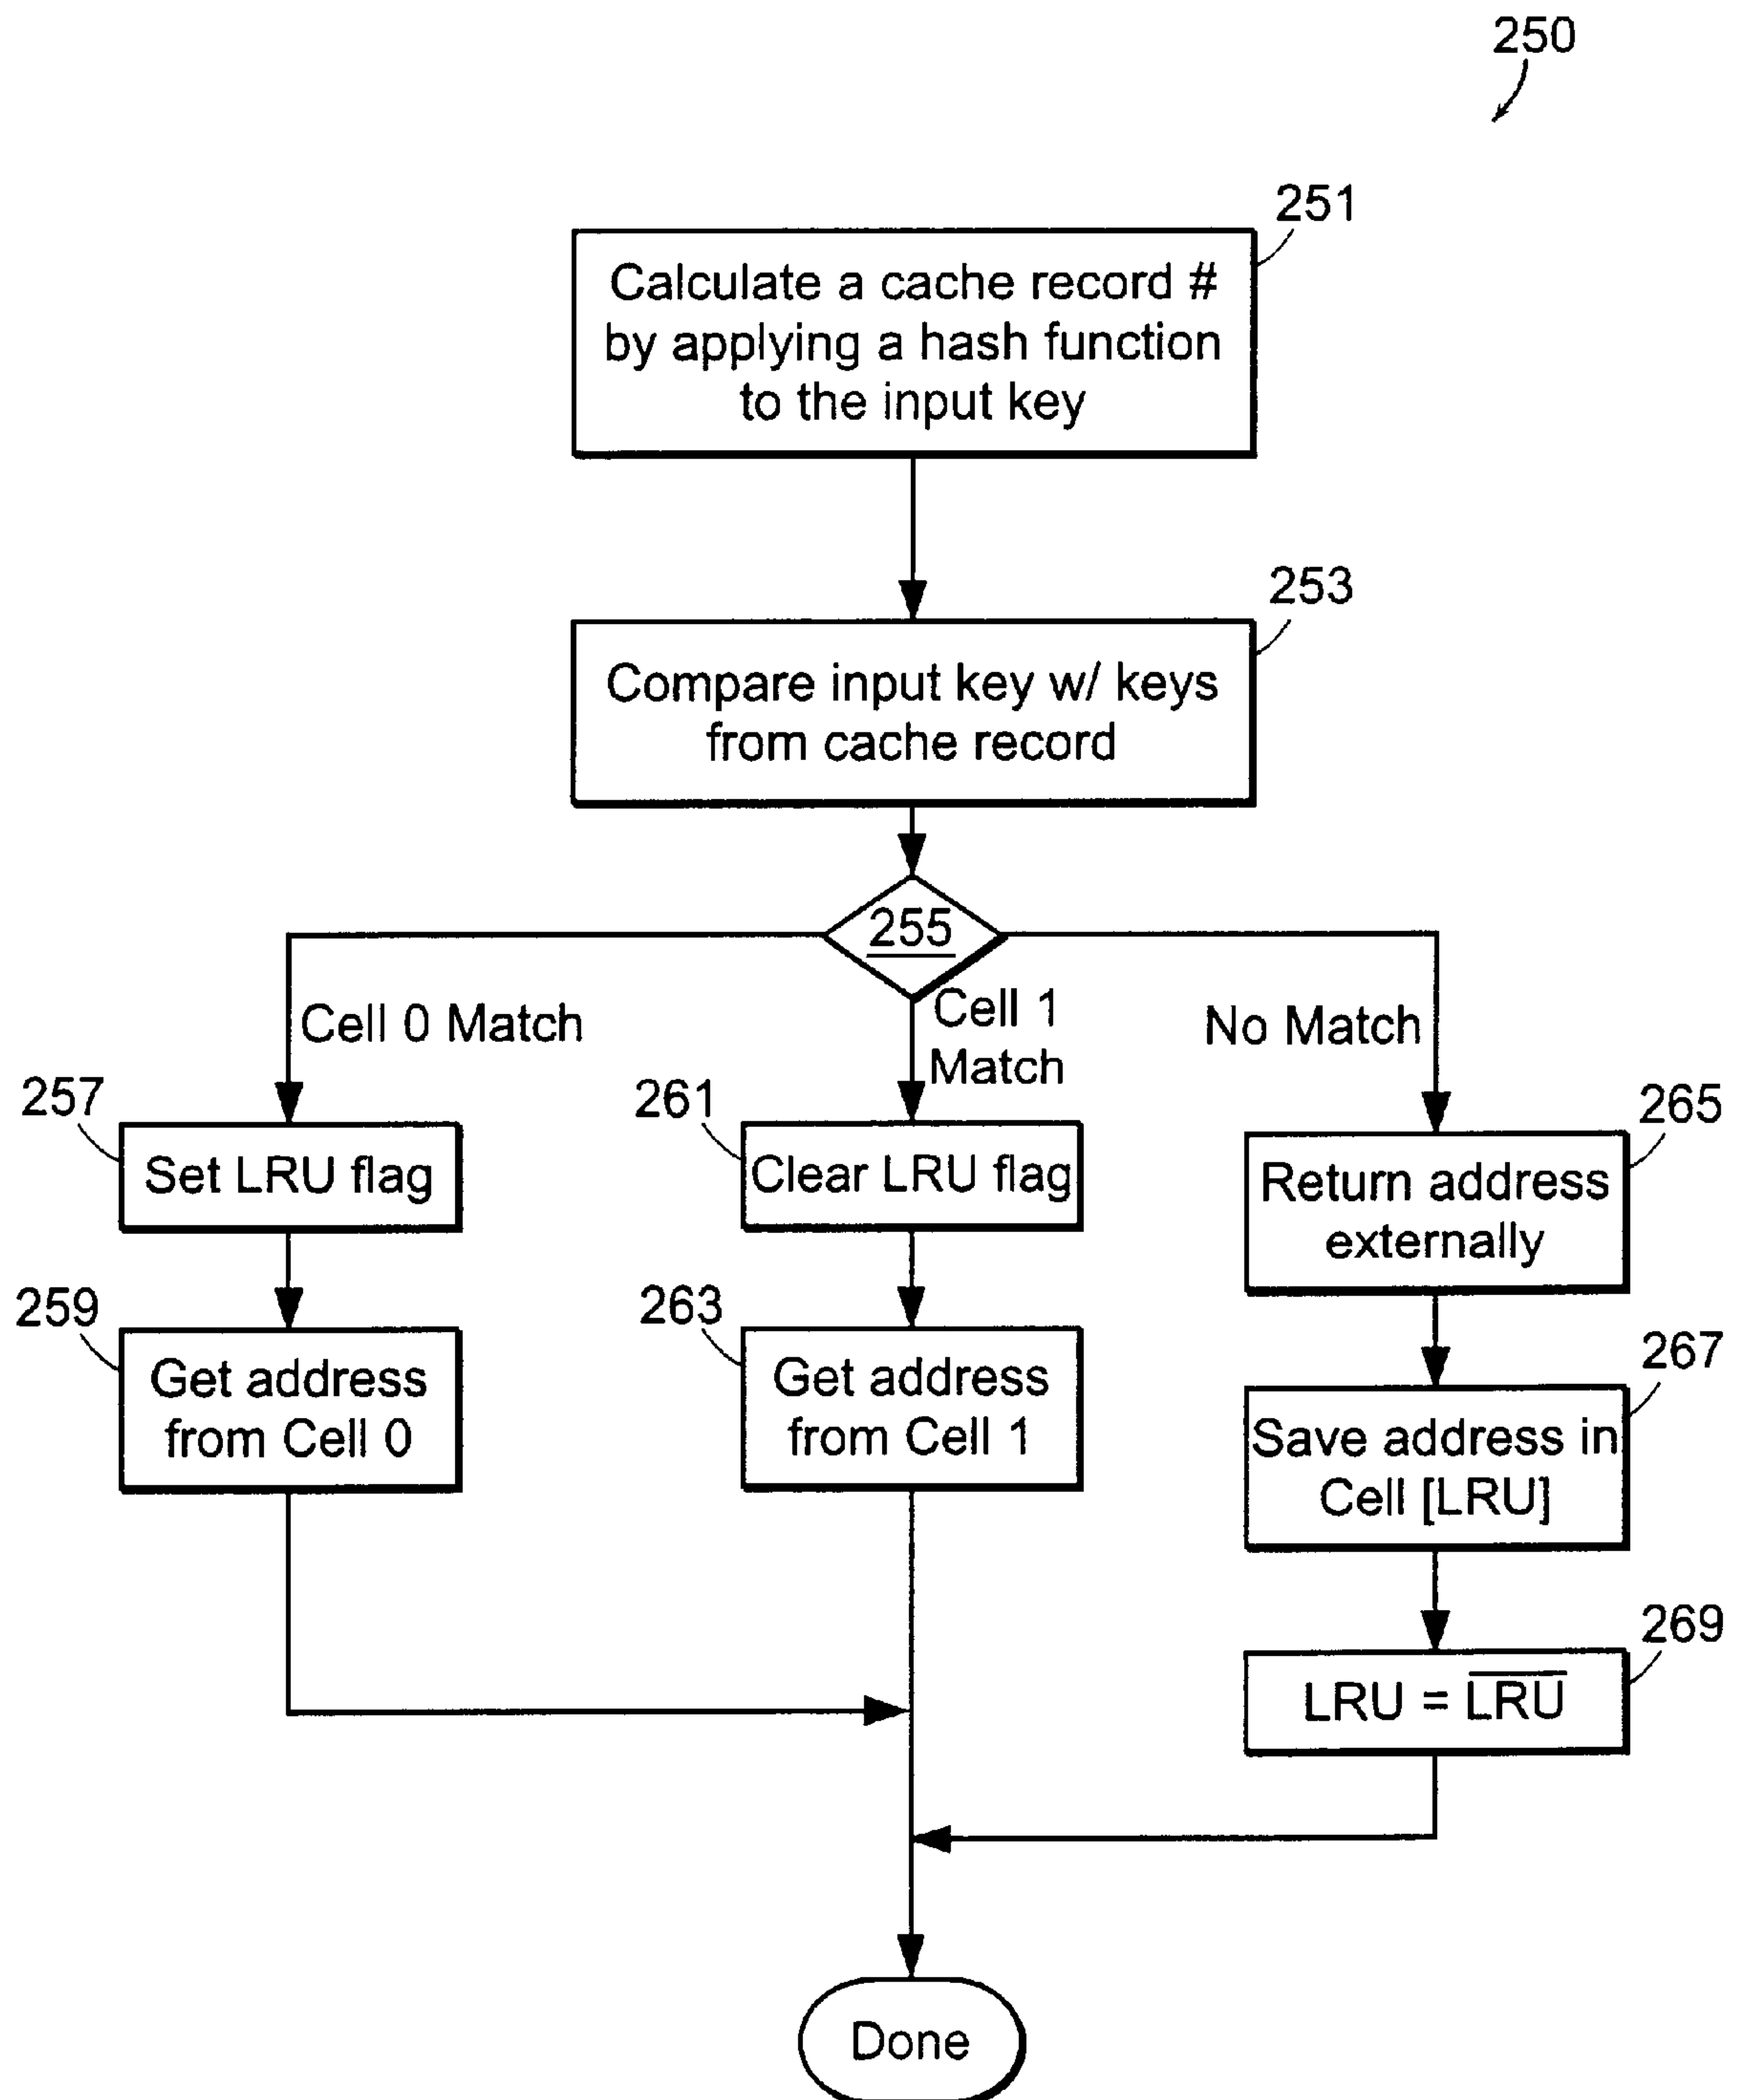 250
251
Calculate a cache record #
by applying a hash function
to the input key
253
Compare input key w/ keys
from cache record
255
Cell 0 Match
Cell 1
Match
No Match
257
Set LRU flag
261
Clear LRU flag
265
Return address
externally
259
Get address
from Cell 0
263
Get address
from Cell 1
267
Save address in
Cell [LRU]
269
LRU = L̅R̅U̅
Done